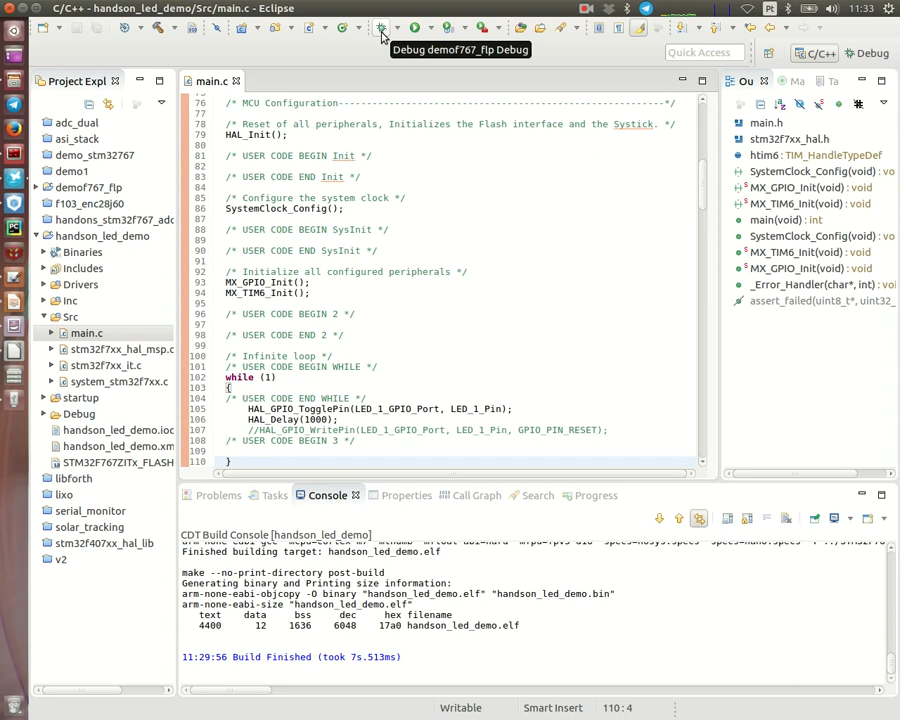 C/C++ - handson_led_demo/Src/main.c - Eclipse
Pt
11:33
Debug demof767_flp Debug
Quick Access
C/C++
Debug
Project Expl
main.c
Ou
Ma
Ta
adc_dual
asi_stack
demo_stm32767
demo1
demof767_flp
f103_enc28j60
handons_stm32f767_adc
handson_led_demo
Binaries
Includes
Drivers
Inc
Src
main.c
stm32f7xx_hal_msp.c
stm32f7xx_it.c
system_stm32f7xx.c
startup
Debug
handson_led_demo.ioc
handson_led_demo.xm
STM32F767ZITx_FLASH
libforth
lixo
serial_monitor
solar_tracking
stm32f407xx_hal_lib
v2
76 /* MCU Configuration----------------------------------------------------------*/
77
78 /* Reset of all peripherals, Initializes the Flash interface and the Systick. */
79 HAL_Init();
80
81 /* USER CODE BEGIN Init */
82
83 /* USER CODE END Init */
84
85 /* Configure the system clock */
86 SystemClock_Config();
87
88 /* USER CODE BEGIN SysInit */
89
90 /* USER CODE END SysInit */
91
92 /* Initialize all configured peripherals */
93 MX_GPIO_Init();
94 MX_TIM6_Init();
95
96 /* USER CODE BEGIN 2 */
97
98 /* USER CODE END 2 */
99
100 /* Infinite loop */
101 /* USER CODE BEGIN WHILE */
102 while (1)
103 {
104 /* USER CODE END WHILE */
105 HAL_GPIO_TogglePin(LED_1_GPIO_Port, LED_1_Pin);
106 HAL_Delay(1000);
107 //HAL_GPIO_WritePin(LED_1_GPIO_Port, LED_1_Pin, GPIO_PIN_RESET);
108 /* USER CODE BEGIN 3 */
109
110 }
main.h
stm32f7xx_hal.h
htim6 : TIM_HandleTypeDef
SystemClock_Config(void) : vo
MX_GPIO_Init(void) : void
MX_TIM6_Init(void) : void
main(void) : int
SystemClock_Config(void) : vo
MX_TIM6_Init(void) : void
MX_GPIO_Init(void) : void
_Error_Handler(char*, int) : void
assert_failed(uint8_t*, uint32_
Problems
Tasks
Console
Properties
Call Graph
Search
Progress
CDT Build Console [handson_led_demo]
Finished building target: handson_led_demo.elf
make --no-print-directory post-build
Generating binary and Printing size information:
arm-none-eabi-objcopy -O binary "handson_led_demo.elf" "handson_led_demo.bin"
arm-none-eabi-size "handson_led_demo.elf"
text data bss dec hex filename
4400 12 1636 6048 17a0 handson_led_demo.elf
11:29:56 Build Finished (took 7s.513ms)
Writable
Smart Insert
110 : 4